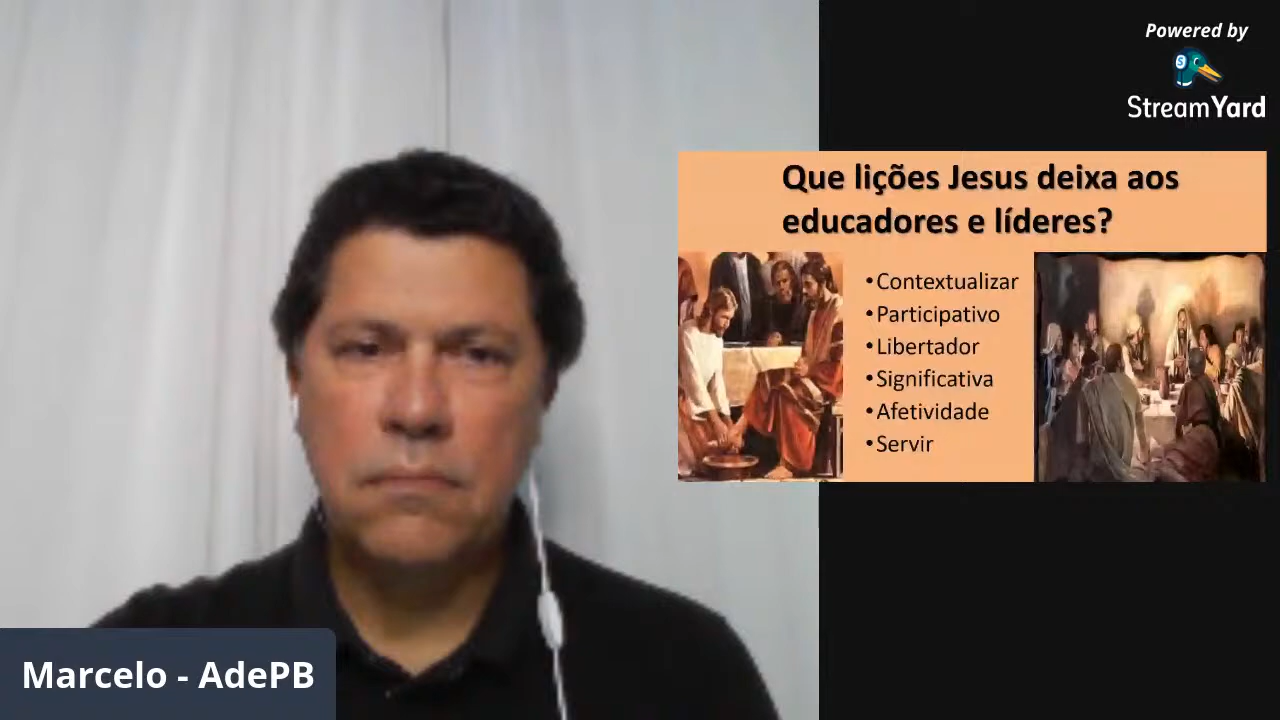 Powered by
StreamYard
Que lições Jesus deixa aos
educadores e líderes?
•Contextualizar
•Participativo
•Libertador
•Significativa
•Afetividade
•Servir
Marcelo - AdePB